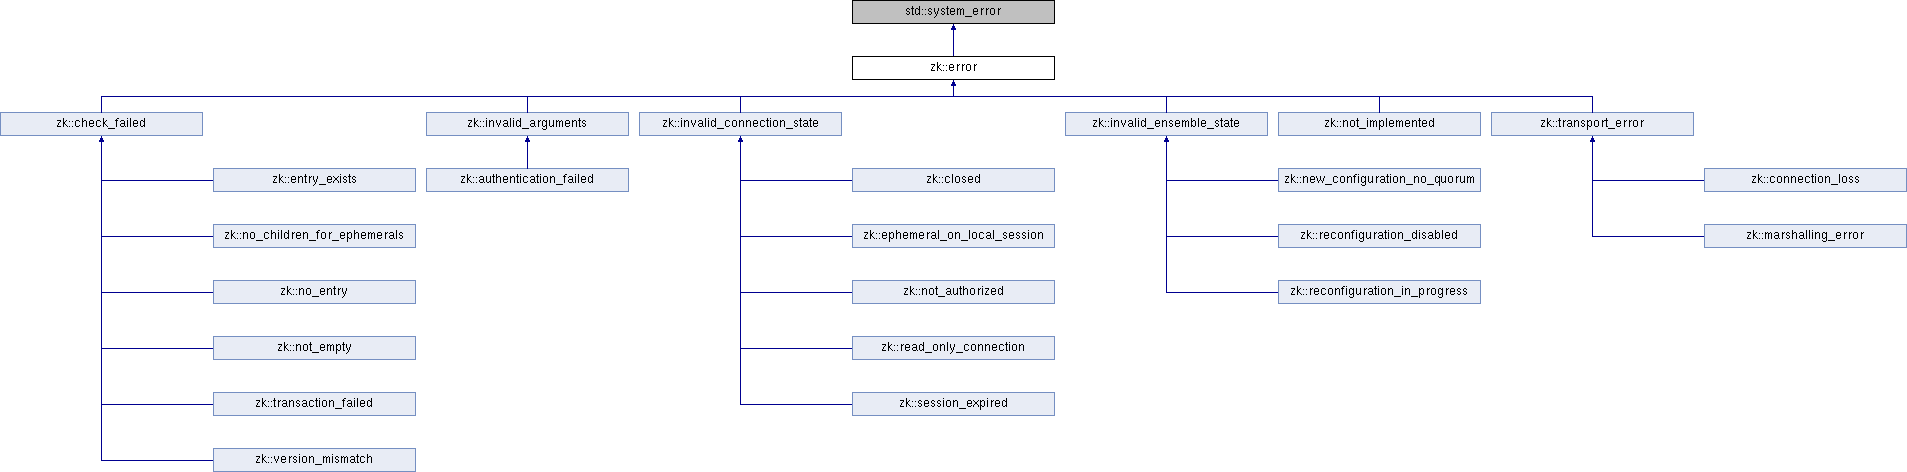 std::system_error
zk::error
zk::check_failed
zk::invalid_arguments
zk::invalid_connection_state
zk::invalid_ensemble_state
zk::not_implemented
zk::transport_error
zk::entry_exists
zk::authentication_failed
zk::closed
zk::new_configuration_no_quorum
zk::connection_loss
zk::no_children_for_ephemerals
zk::ephemeral_on_local_session
zk::reconfiguration_disabled
zk::marshalling_error
zk::no_entry
zk::not_authorized
zk::reconfiguration_in_progress
zk::not_empty
zk::read_only_connection
zk::transaction_failed
zk::session_expired
zk::version_mismatch